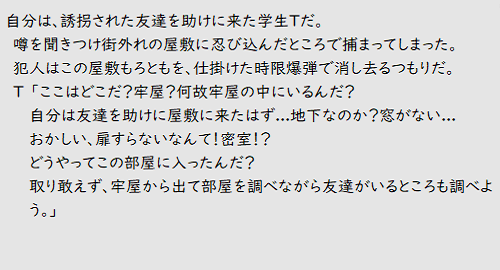 自分は、誘拐された友達を助けに来た学生Tだ。
噂を聞きつけ街外れの屋敷に忍び込んだところで捕まってしまった。
犯人はこの屋敷もろともを、仕掛けた時限爆弾で消し去るつもりだ。
T「ここはどこだ?牢屋?何故牢屋の中にいるんだ?
自分は友達を助けに屋敷に来たはず…地下なのか?窓がない…
おかしい、扉すらないなんて!密室!?
どうやってこの部屋に入ったんだ?
取り敢えず、牢屋から出て部屋を調べながら友達がいるところも調べよ
う。」